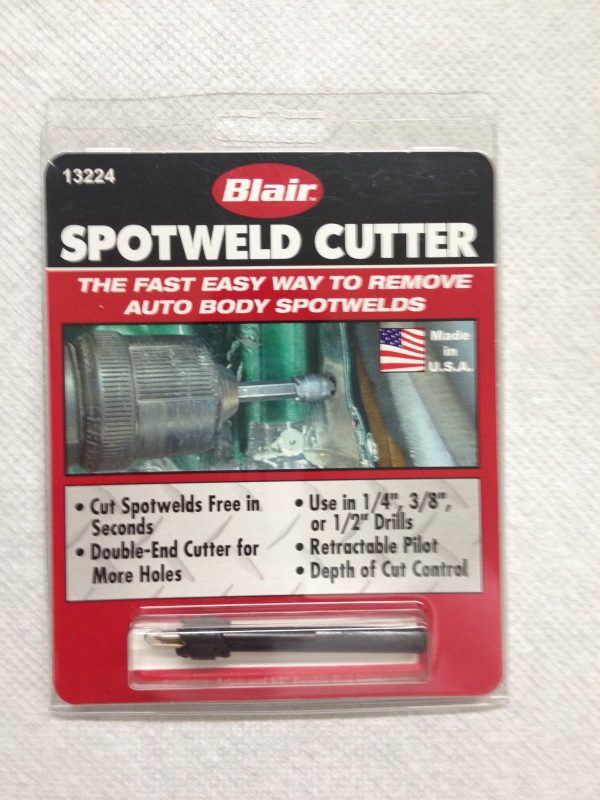 13224
Blair™
SPOTWELD CUTTER
THE FAST EASY WAY TO REMOVE
AUTO BODY SPOTWELDS
Made
in
U.S.A.
• Cut Spotwelds Free in
Seconds
• Double-End Cutter for
More Holes
• Use in 1/4", 3/8",
or 1/2" Drills
• Retractable Pilot
• Depth of Cut Control